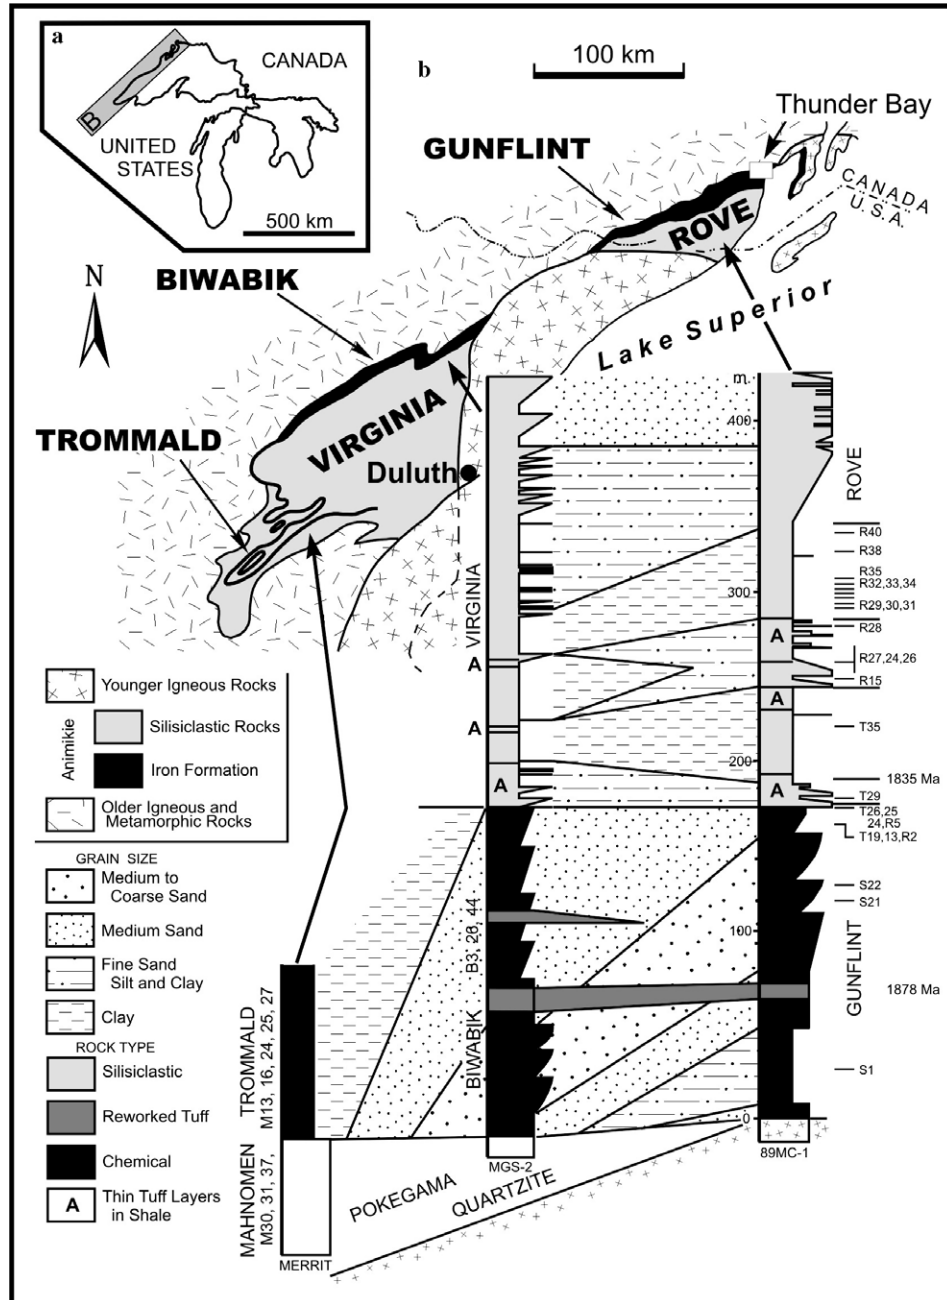 a
CANADA
B
UNITED
STATES
500 km
b
100 km
Thunder Bay
GUNFLINT
CANADA
U.S.A.
ROVE
N
BIWABIK
Lake Superior
TROMMALD
VIRGINIA
Duluth
m
400
300
200
100
0
ROVE
R40
R38
R35
R32,33,34
R29,30,31
R28
R27,24,26
R15
T35
1835 Ma
T29
T26,25
24,R5
T19,13,R2
S22
S21
GUNFLINT
1878 Ma
S1
VIRGINIA
A
A
A
A
A
A
BIWABIK B3, 28, 44
TROMMALD
M13, 16, 24, 25, 27
MAHNOMEN
M30, 31, 37,
MERRIT
MGS-2
89MC-1
POKEGAMA
QUARTZITE
Younger Igneous Rocks
Animikie
Silisiclastic Rocks
Iron Formation
Older Igneous and
Metamorphic Rocks
GRAIN SIZE
Medium to
Coarse Sand
Medium Sand
Fine Sand
Silt and Clay
Clay
ROCK TYPE
Silisiclastic
Reworked Tuff
Chemical
A
Thin Tuff Layers
in Shale